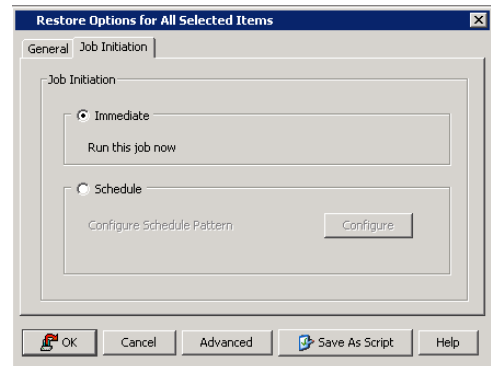 Restore Options for All Selected Items
General Job Initiation
Job Initiation
Immediate
Run this job now
Schedule
Configure Schedule Pattern Configure
OK Cancel Advanced Save As Script Help